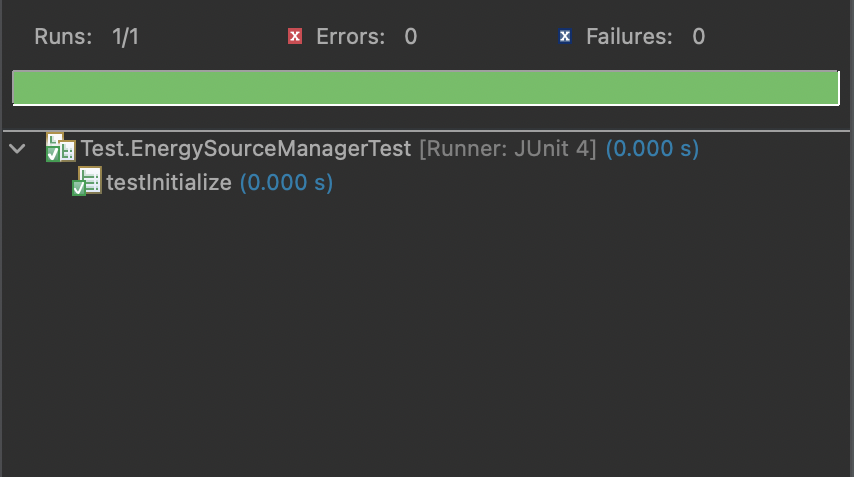 Runs: 1/1 Errors: 0 Failures: 0
Test.EnergySourceManagerTest [Runner: JUnit 4] (0.000 s)
testInitialize (0.000 s)